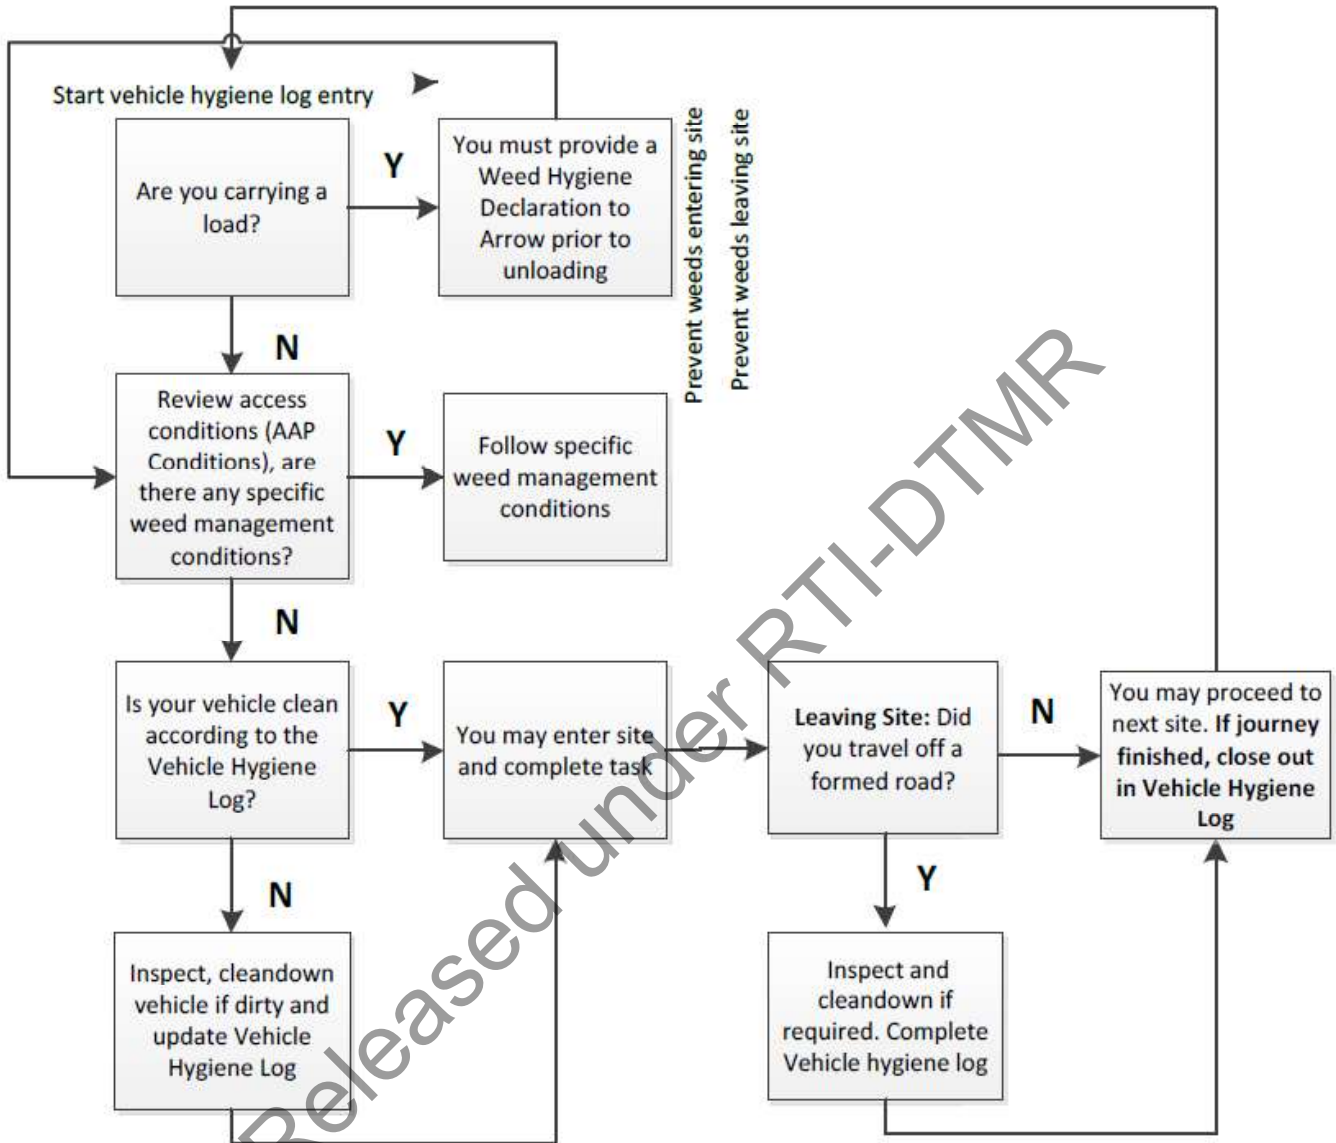 Start vehicle hygiene log entry
Are you carrying a
load?
Y
You must provide a
Weed Hygiene
Declaration to
Arrow prior to
unloading
Prevent weeds entering site
Prevent weeds leaving site
N
Review access
conditions (AAP
Conditions), are
there any specific
weed management
conditions?
Y
Follow specific
weed management
conditions
N
Is your vehicle clean
according to the
Vehicle Hygiene
Log?
Y
You may enter site
and complete task
Leaving Site: Did
you travel off a
formed road?
N
You may proceed to
next site. If journey
finished, close out
in Vehicle Hygiene
Log
N
Inspect, cleandown
vehicle if dirty and
update Vehicle
Hygiene Log
Y
Inspect and
cleandown if
required. Complete
Vehicle hygiene log
Released under RTI-DTMR